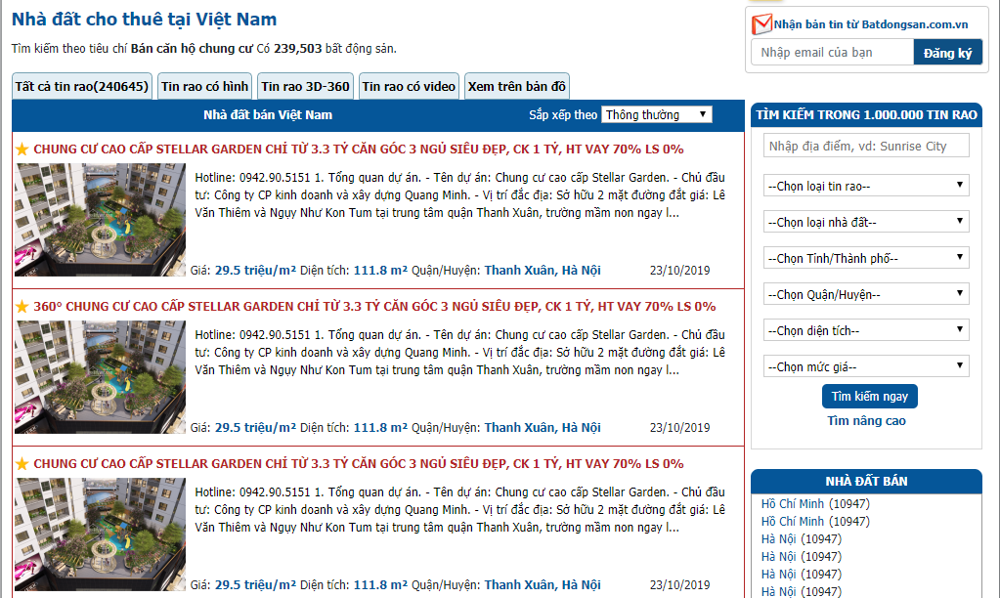 Nhà đất cho thuê tại Việt Nam
Tìm kiếm theo tiêu chí Bán căn hộ chung cư Có 239,503 bất động sản.
Tất cả tin rao(240645) Tin rao có hình Tin rao 3D-360 Tin rao có video Xem trên bản đồ
Nhà đất bán Việt Nam Sắp xếp theo Thông thường
CHUNG CƯ CAO CẤP STELLAR GARDEN CHỈ TỪ 3.3 TỶ CĂN GÓC 3 NGỦ SIÊU ĐẸP, CK 1 TỶ, HT VAY 70% LS 0%
Hotline: 0942.90.5151 1. Tổng quan dự án. - Tên dự án: Chung cư cao cấp Stellar Garden. - Chủ đầu
tư: Công ty CP kinh doanh và xây dựng Quang Minh. - Vị trí đắc địa: Sở hữu 2 mặt đường đắt giá: Lê
Văn Thiêm và Ngụy Như Kon Tum tại trung tâm quận Thanh Xuân, trường mầm non ngay l...
Giá: 29.5 triệu/m² Diện tích: 111.8 m² Quận/Huyện: Thanh Xuân, Hà Nội 23/10/2019
360° CHUNG CƯ CAO CẤP STELLAR GARDEN CHỈ TỪ 3.3 TỶ CĂN GÓC 3 NGỦ SIÊU ĐẸP, CK 1 TỶ, HT VAY 70% LS 0%
Hotline: 0942.90.5151 1. Tổng quan dự án. - Tên dự án: Chung cư cao cấp Stellar Garden. - Chủ đầu
tư: Công ty CP kinh doanh và xây dựng Quang Minh. - Vị trí đắc địa: Sở hữu 2 mặt đường đắt giá: Lê
Văn Thiêm và Ngụy Như Kon Tum tại trung tâm quận Thanh Xuân, trường mầm non ngay l...
Giá: 29.5 triệu/m² Diện tích: 111.8 m² Quận/Huyện: Thanh Xuân, Hà Nội 23/10/2019
CHUNG CƯ CAO CẤP STELLAR GARDEN CHỈ TỪ 3.3 TỶ CĂN GÓC 3 NGỦ SIÊU ĐẸP, CK 1 TỶ, HT VAY 70% LS 0%
Hotline: 0942.90.5151 1. Tổng quan dự án. - Tên dự án: Chung cư cao cấp Stellar Garden. - Chủ đầu
tư: Công ty CP kinh doanh và xây dựng Quang Minh. - Vị trí đắc địa: Sở hữu 2 mặt đường đắt giá: Lê
Văn Thiêm và Ngụy Như Kon Tum tại trung tâm quận Thanh Xuân, trường mầm non ngay l...
Giá: 29.5 triệu/m² Diện tích: 111.8 m² Quận/Huyện: Thanh Xuân, Hà Nội 23/10/2019
Nhận bản tin từ Batdongsan.com.vn
Nhập email của bạn Đăng ký
TÌM KIẾM TRONG 1.000.000 TIN RAO
Nhập địa điểm, vd: Sunrise City
--Chọn loại tin rao--
--Chọn loại nhà đất--
--Chọn Tỉnh/Thành phố--
--Chọn Quận/Huyện--
--Chọn diện tích--
--Chọn mức giá--
Tìm kiếm ngay
Tìm nâng cao
NHÀ ĐẤT BÁN
Hồ Chí Minh (10947)
Hồ Chí Minh (10947)
Hà Nội (10947)
Hà Nội (10947)
Hà Nội (10947)
Hà Nội (10947)